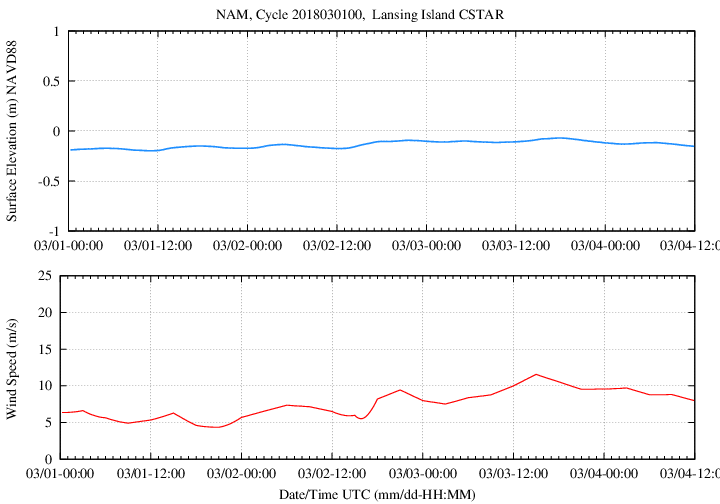 NAM, Cycle 2018030100,  Lansing Island CSTAR
Surface Elevation (m) NAVD88
1
0.5
0
-0.5
-1
03/01-00:00 03/01-12:00 03/02-00:00 03/02-12:00 03/03-00:00 03/03-12:00 03/04-00:00 03/04-12:0
Wind Speed (m/s)
25
20
15
10
5
0
03/01-00:00 03/01-12:00 03/02-00:00 03/02-12:00 03/03-00:00 03/03-12:00 03/04-00:00 03/04-12:0
Date/Time UTC (mm/dd-HH:MM)